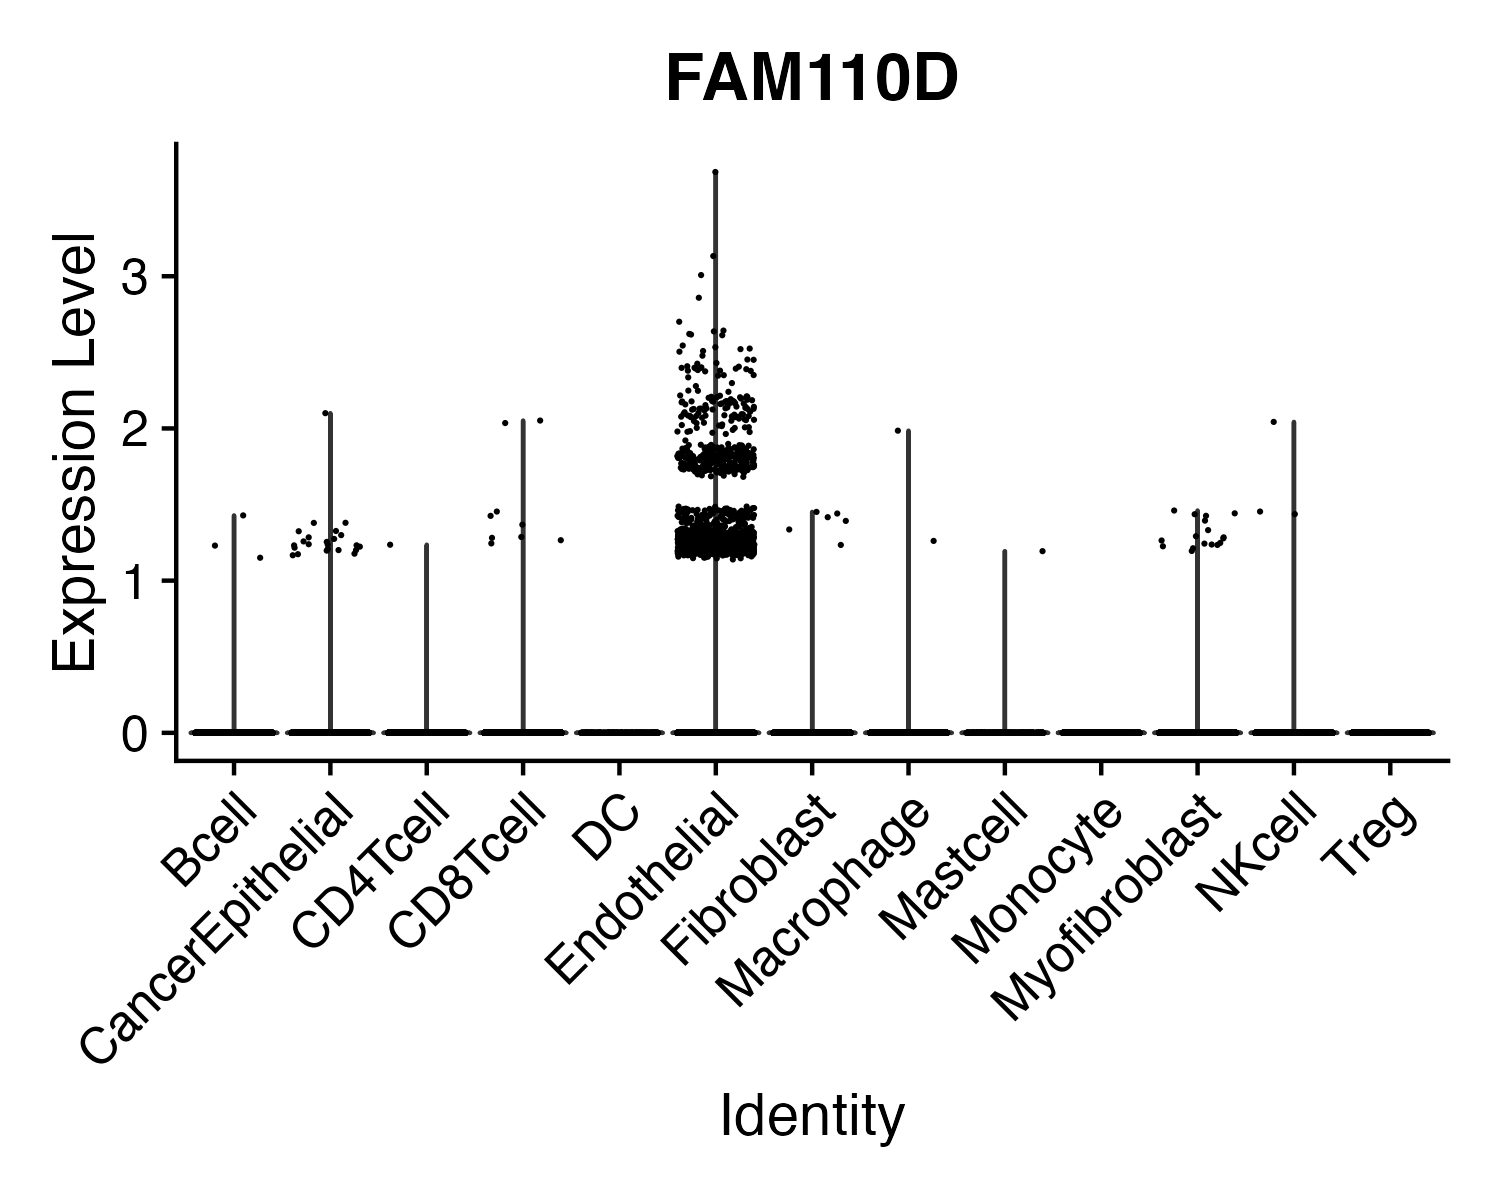 FAM110D
Expression Level
3
2
1
0
Bcell
CancerEpithelial
CD4Tcell
CD8Tcell
DC
Endothelial
Fibroblast
Macrophage
Mastcell
Monocyte
Myofibroblast
NKcell
Treg
Identity